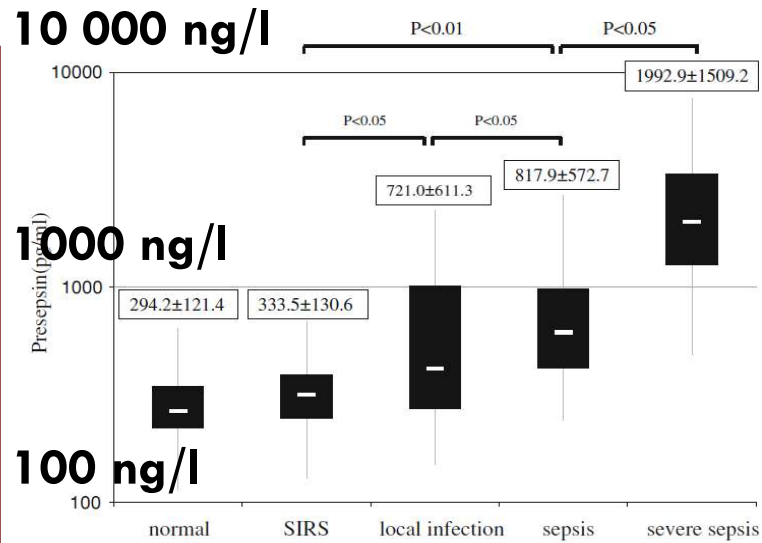 10 000 ng/l
P<0.01
P<0.05
10000
1992.9±1509.2
P<0.05
P<0.05
721.0±611.3
817.9±572.7
Presepsin(pg/ml)
1000 ng/l
1000
294.2±121.4
333.5±130.6
100 ng/l
100
normal
SIRS
local infection
sepsis
severe sepsis